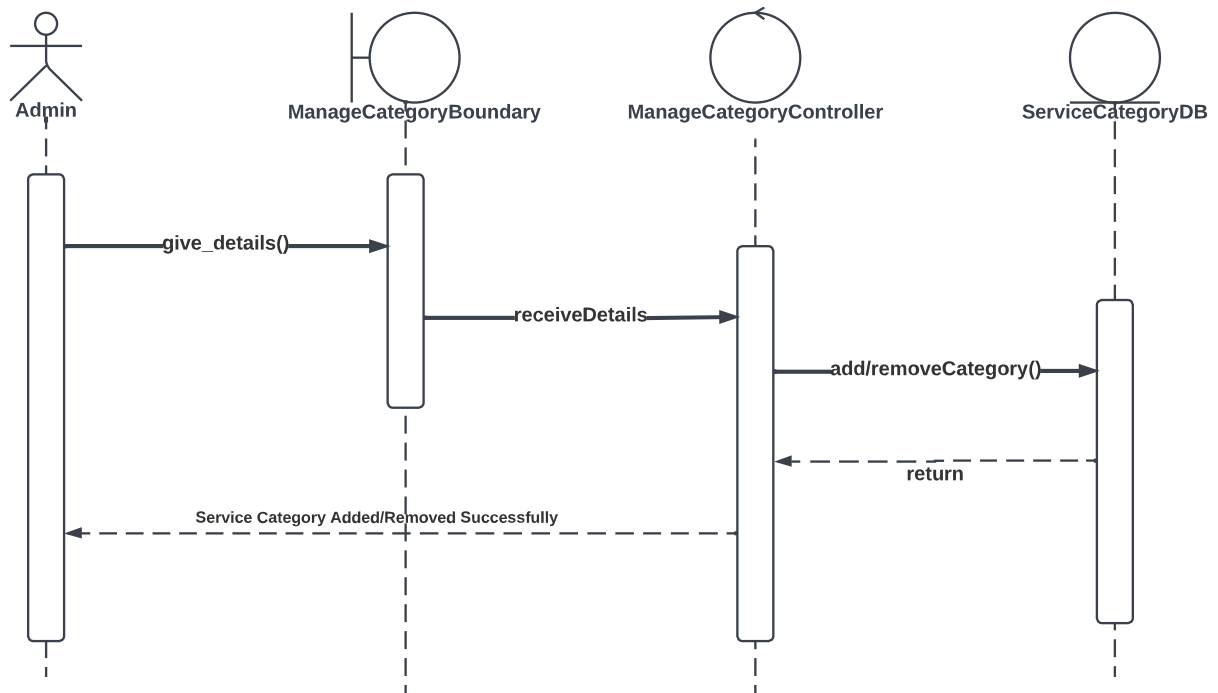 Admin
ManageCategoryBoundary
ManageCategoryController
ServiceCategoryDB
give_details()
receiveDetails
add/removeCategory()
return
Service Category Added/Removed Successfully